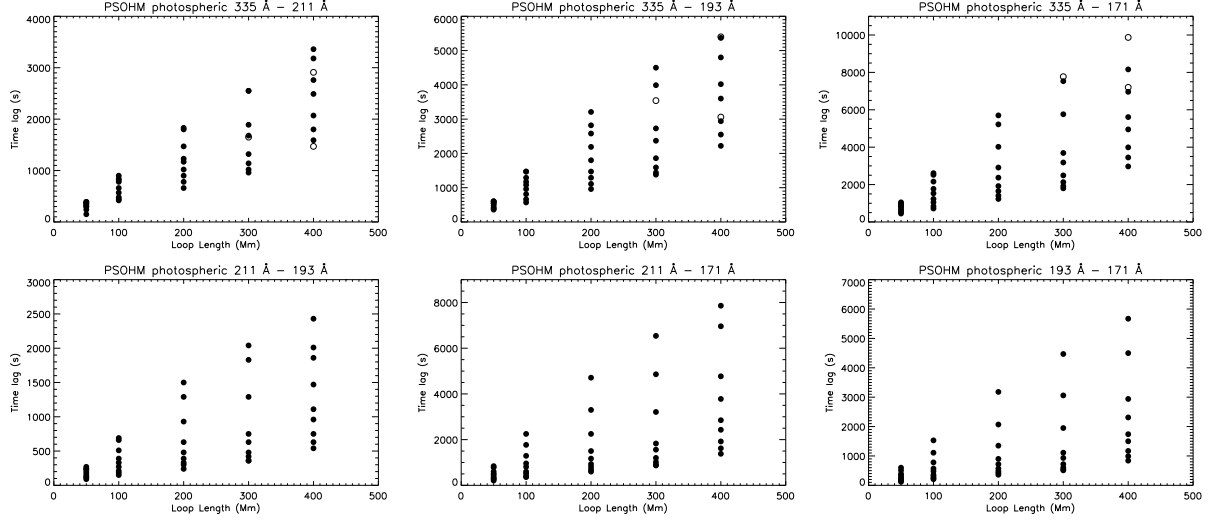 PSOHM photospheric 335 Å – 211 Å
PSOHM photospheric 335 Å – 193 Å
PSOHM photospheric 335 Å – 171 Å
4000
3000
2000
1000
0
Time lag (s)
0 100 200 300 400 500
Loop Length (Mm)
6000
5000
4000
3000
2000
1000
0
Time lag (s)
0 100 200 300 400 500
Loop Length (Mm)
10000
8000
6000
4000
2000
0
Time lag (s)
0 100 200 300 400 500
Loop Length (Mm)
PSOHM photospheric 211 Å – 193 Å
PSOHM photospheric 211 Å – 171 Å
PSOHM photospheric 193 Å – 171 Å
3000
2500
2000
1500
1000
500
0
Time lag (s)
0 100 200 300 400 500
Loop Length (Mm)
8000
6000
4000
2000
0
Time lag (s)
0 100 200 300 400 500
Loop Length (Mm)
7000
6000
5000
4000
3000
2000
1000
0
Time lag (s)
0 100 200 300 400 500
Loop Length (Mm)